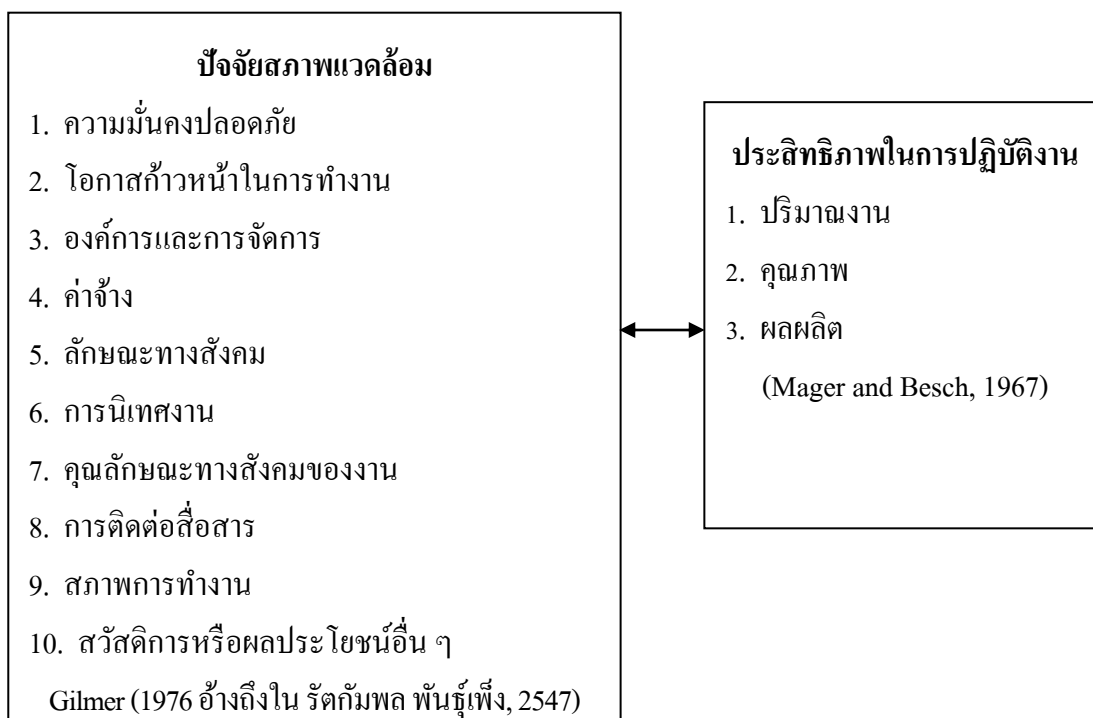 ปัจจัยสภาพแวดล้อม
1. ความมั่นคงปลอดภัย
2. โอกาสก้าวหน้าในการทำงาน
3. องค์การและการจัดการ
4. ค่าจ้าง
5. ลักษณะทางสังคม
6. การนิเทศงาน
7. คุณลักษณะทางสังคมของงาน
8. การติดต่อสื่อสาร
9. สภาพการทำงาน
10. สวัสดิการหรือผลประโยชน์อื่น ๆ
Gilmer (1976 อ้างถึงใน รัตกัมพล พันธุ์เพ็ง, 2547)
ประสิทธิภาพในการปฏิบัติงาน
1. ปริมาณงาน
2. คุณภาพ
3. ผลผลิต
(Mager and Besch, 1967)